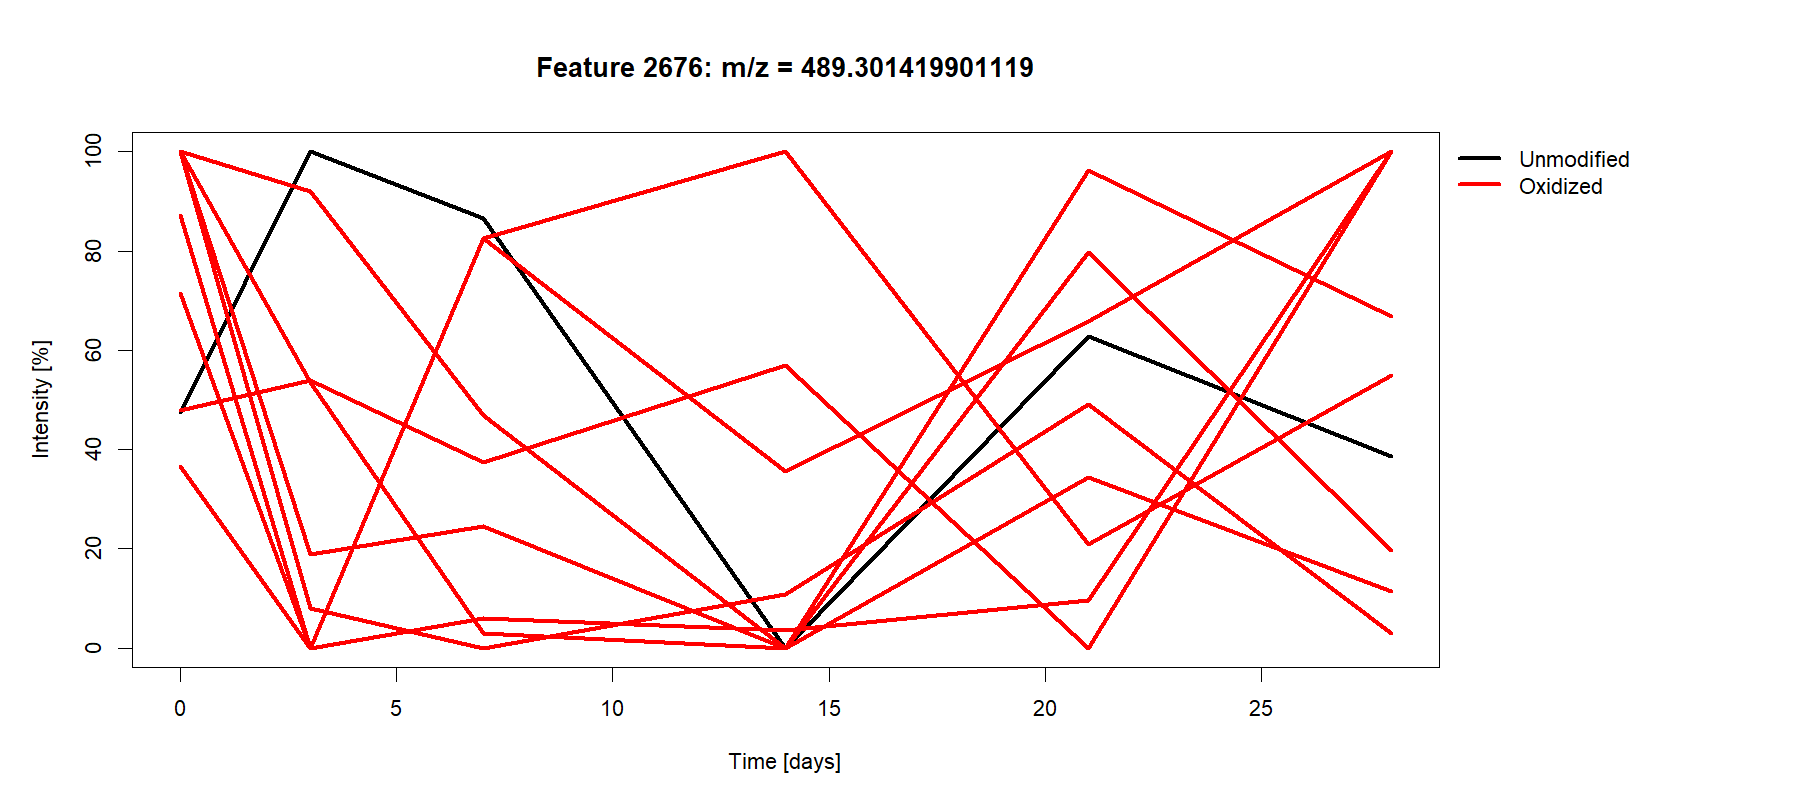 Feature 2676: m/z = 489.301419901119
Unmodified
Oxidized
Intensity [%]
100
80
60
40
20
0
0 5 10 15 20 25
Time [days]